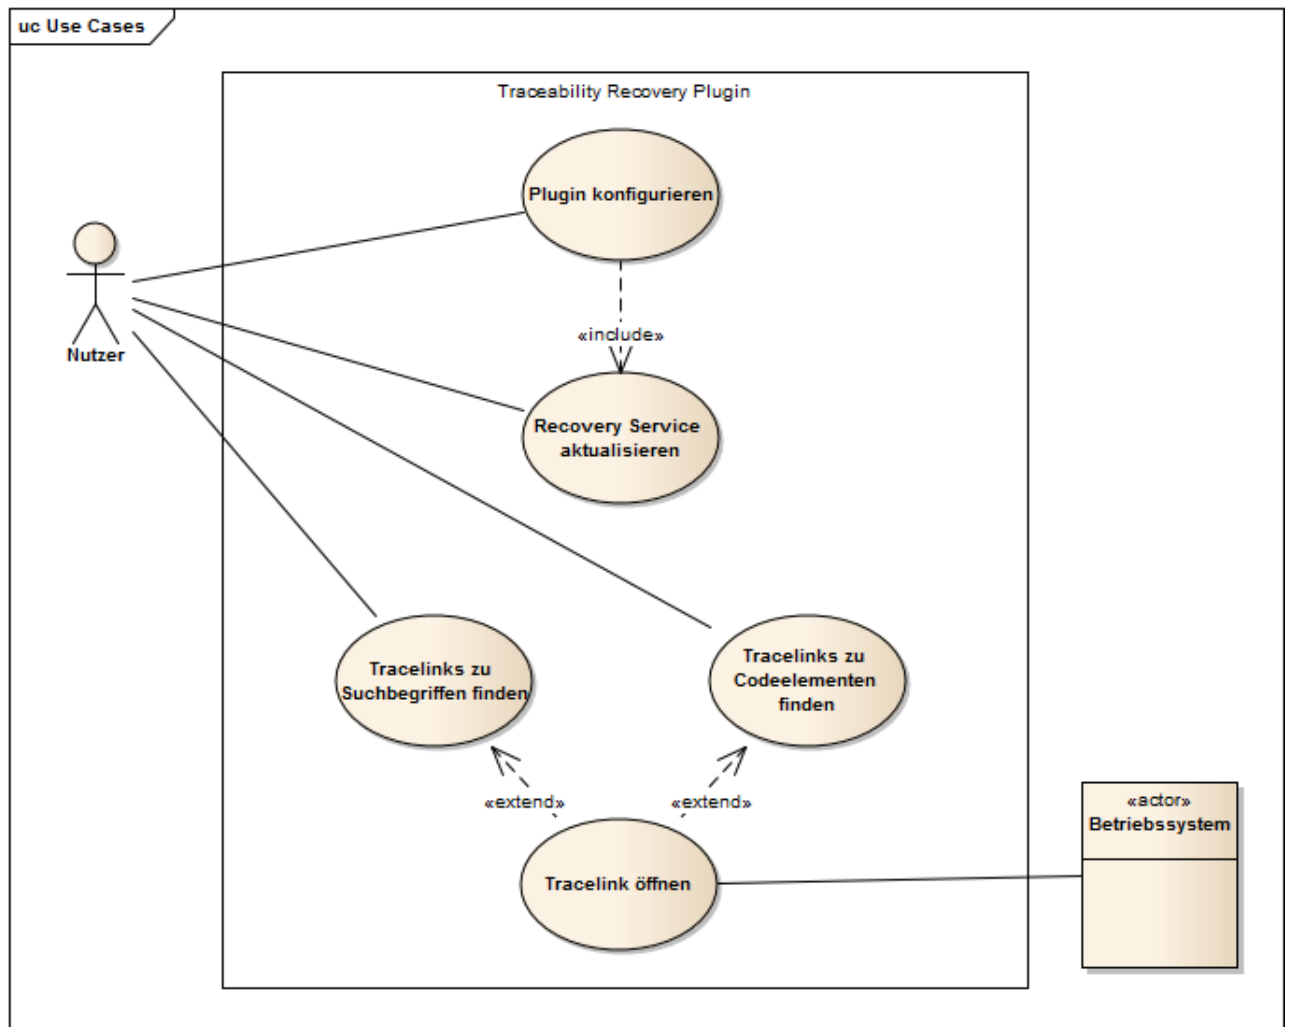 uc Use Cases
Traceability Recovery Plugin
Plugin konfigurieren
Nutzer
«include»
Recovery Service
aktualisieren
Tracelinks zu
Suchbegriffen finden
Tracelinks zu
Codeelementen
finden
«extend»
«extend»
«actor»
Betriebssystem
Tracelink öffnen